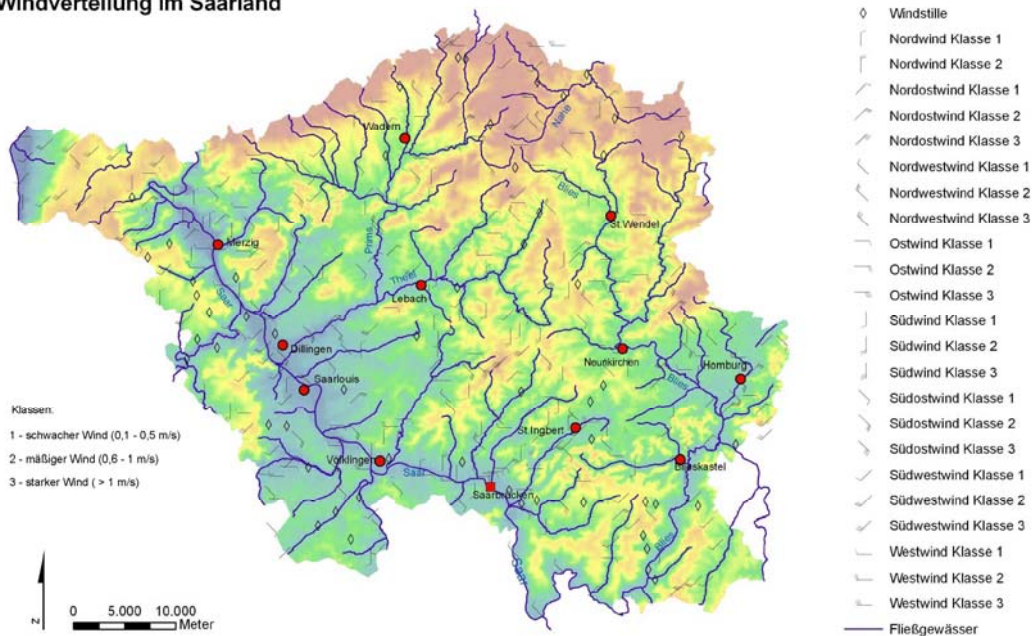 Windverteilung im Saarland
Windstille
Nordwind Klasse 1
Nordwind Klasse 2
Nordostwind Klasse 1
Nordostwind Klasse 2
Nordostwind Klasse 3
Nordwestwind Klasse 1
Nordwestwind Klasse 2
Nordwestwind Klasse 3
Ostwind Klasse 1
Ostwind Klasse 2
Ostwind Klasse 3
Südwind Klasse 1
Südwind Klasse 2
Südwind Klasse 3
Südostwind Klasse 1
Südostwind Klasse 2
Südostwind Klasse 3
Südwestwind Klasse 1
Südwestwind Klasse 2
Südwestwind Klasse 3
Westwind Klasse 1
Westwind Klasse 2
Westwind Klasse 3
Fließgewässer
Wadern
Nahe
Blies
St.Wendel
Merzig
Prims
Theel
Lebach
Saar
Dillingen
Neunkirchen
Homburg
Blies
Saarlouis
St.Ingbert
Völklingen
Saar
Blieskastel
Saarbrücken
Blies
Saar
Klassen:
1 - schwacher Wind (0,1 - 0,5 m/s)
2 - mäßiger Wind (0,6 - 1 m/s)
3 - starker Wind ( > 1 m/s)
N
0 5.000 10.000
Meter